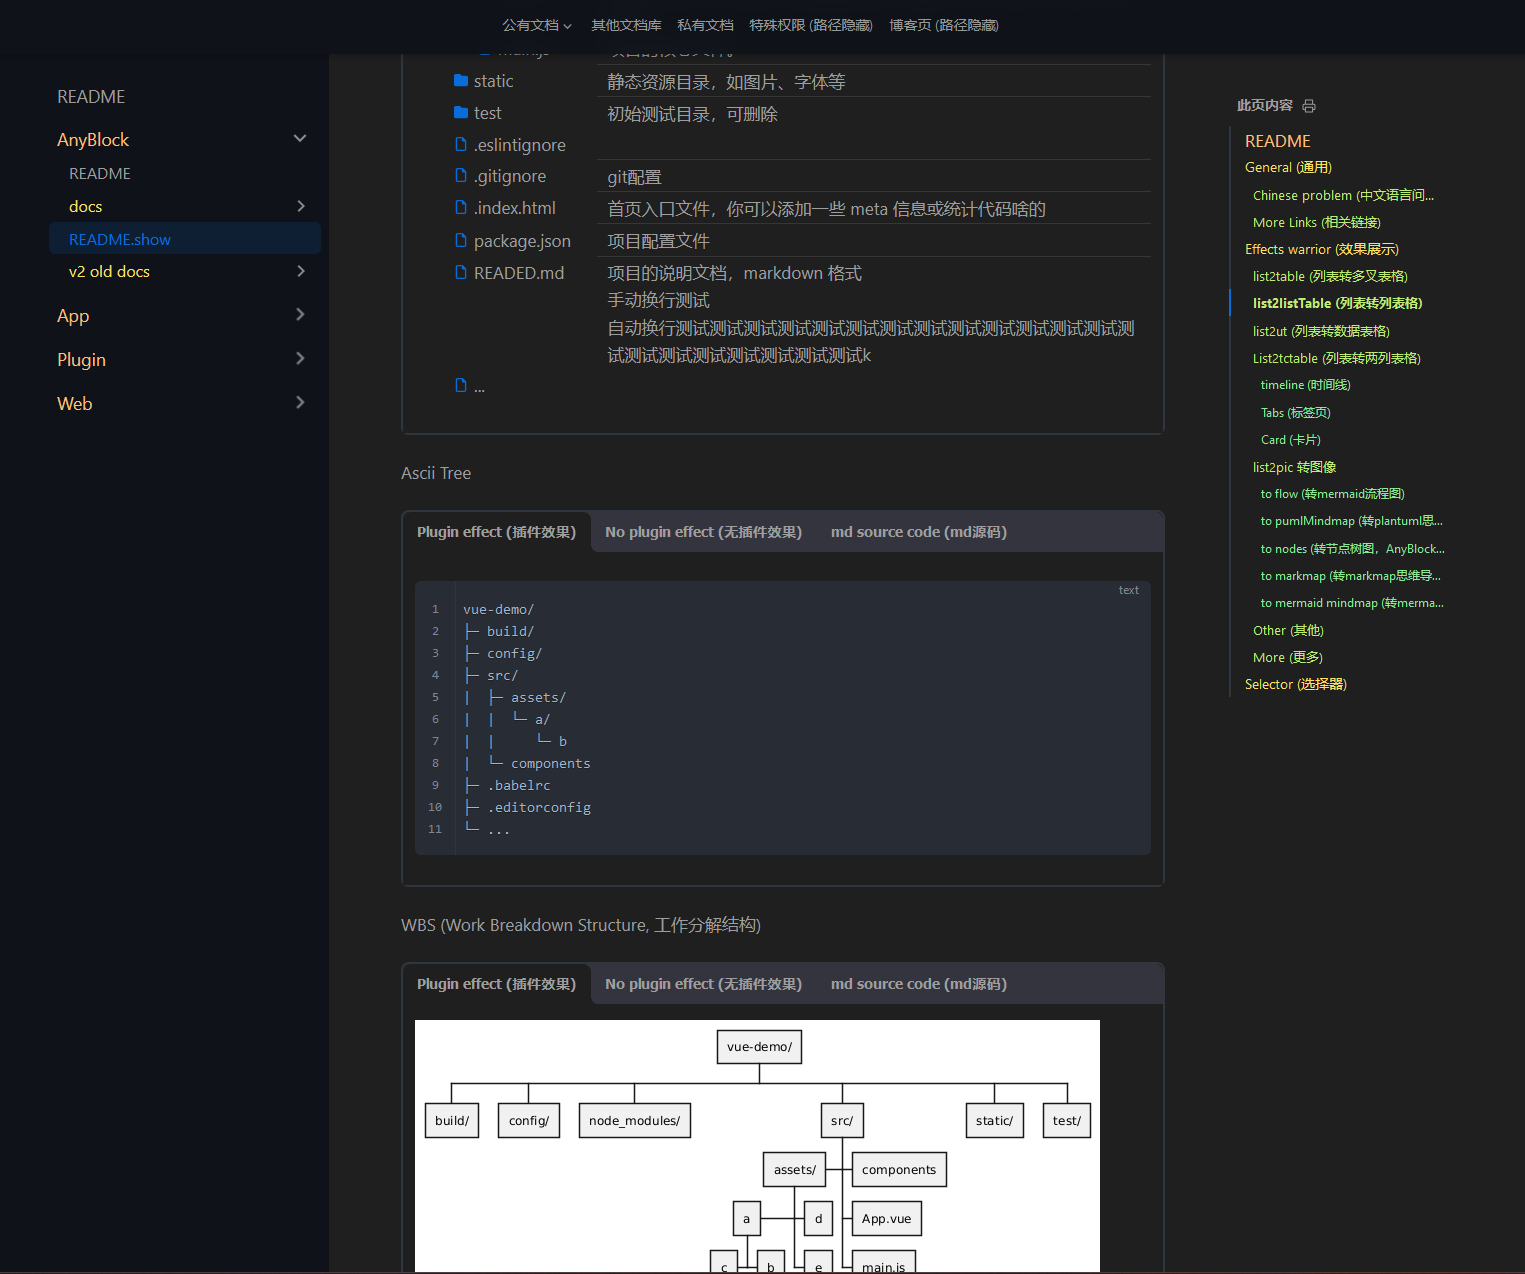 公有文档
其他文档库
私有文档
特殊权限 (路径隐藏)
博客页 (路径隐藏)
README
AnyBlock
README
docs
README.show
v2 old docs
App
Plugin
Web
static 静态资源目录，如图片、字体等
test 初始测试目录，可删除
.eslintignore
.gitignore git配置
.index.html 首页入口文件，你可以添加一些 meta 信息或统计代码啥的
package.json 项目配置文件
READED.md 项目的说明文档，markdown 格式
手动换行测试
自动换行测试测试测试测试测试测试测试测试测试测试测试测试测试测
试测试测试测试测试测试测试测试k
...
Ascii Tree
Plugin effect (插件效果) No plugin effect (无插件效果) md source code (md源码)
text
1 vue-demo/
2 ├─ build/
3 ├─ config/
4 ├─ src/
5 |  ├─ assets/
6 |  |  └─ a/
7 |  |     └─ b
8 |  └─ components
9 ├─ .babelrc
10 ├─ .editorconfig
11 └─ ...
WBS (Work Breakdown Structure, 工作分解结构)
Plugin effect (插件效果) No plugin effect (无插件效果) md source code (md源码)
vue-demo/
build/ config/ node_modules/ src/ static/ test/
assets/ components
a d App.vue
c b e main.js
此页内容
README
General (通用)
Chinese problem (中文语言问...
More Links (相关链接)
Effects warrior (效果展示)
list2table (列表转多叉表格)
list2listTable (列表转列表格)
list2ut (列表转数据表格)
List2tctable (列表转两列表格)
timeline (时间线)
Tabs (标签页)
Card (卡片)
list2pic 转图像
to flow (转mermaid流程图)
to pumlMindmap (转plantuml思...
to nodes (转节点树图，AnyBlock...
to markmap (转markmap思维导...
to mermaid mindmap (转merma...
Other (其他)
More (更多)
Selector (选择器)